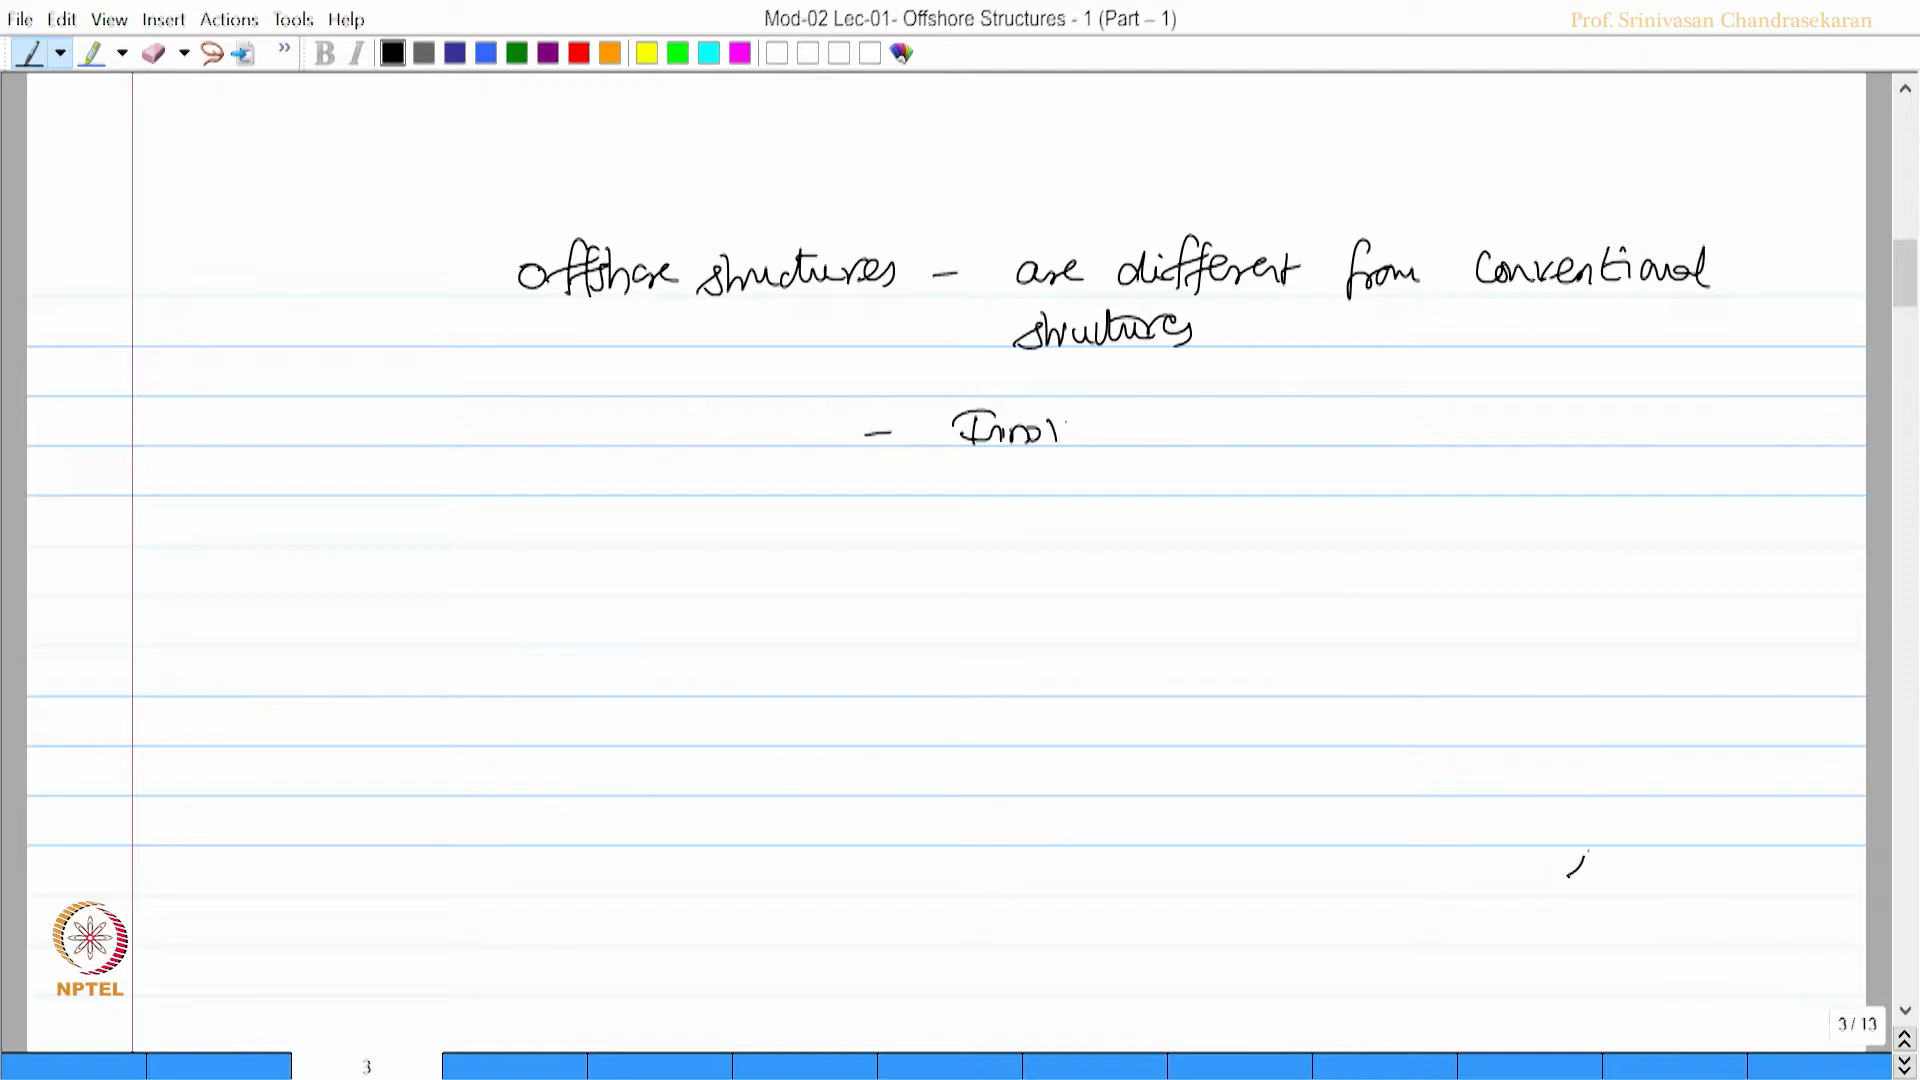 File Edit View Insert Actions Tools Help
Mod-02 Lec-01- Offshore Structures - 1 (Part – 1)
Prof. Srinivasan Chandrasekaran
B I
offshore structures - are different from conventional
structures
-
NPTEL
3 / 13
3